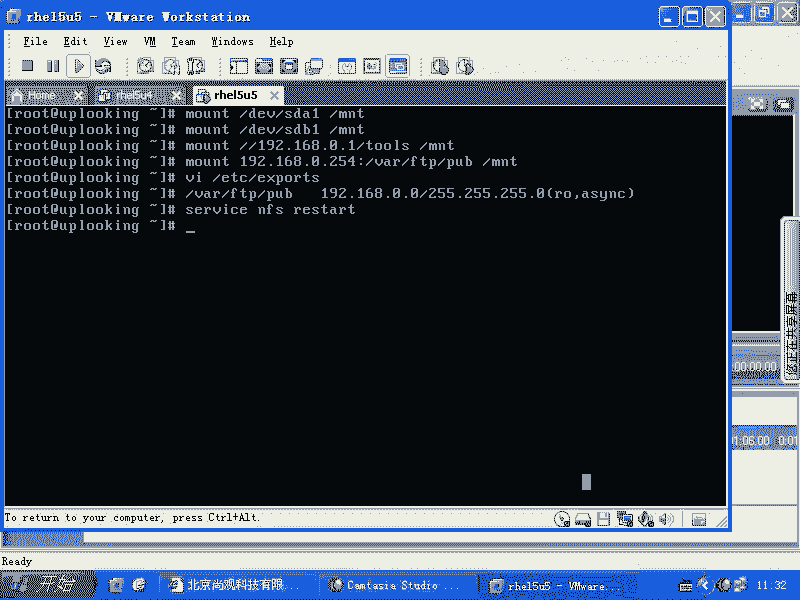 rhel5u5 - VMware Workstation
File Edit View VM Team Windows Help
Home rhel5u4 rhel5u5
[root@uplooking ~]# mount /dev/sda1 /mnt
[root@uplooking ~]# mount /dev/sdb1 /mnt
[root@uplooking ~]# mount //192.168.0.1/tools /mnt
[root@uplooking ~]# mount 192.168.0.254:/var/ftp/pub /mnt
[root@uplooking ~]# vi /etc/exports
[root@uplooking ~]# /var/ftp/pub 192.168.0.0/255.255.255.0(ro,async)
[root@uplooking ~]# service nfs restart
[root@uplooking ~]# _
您正在共享屏幕
00:00:00
1:06.00 0:01
To return to your computer, press Ctrl+Alt.
Ready
开始 北京尚观科技有限... Camtasia Studio rhel5u5 - VMware... 11:32